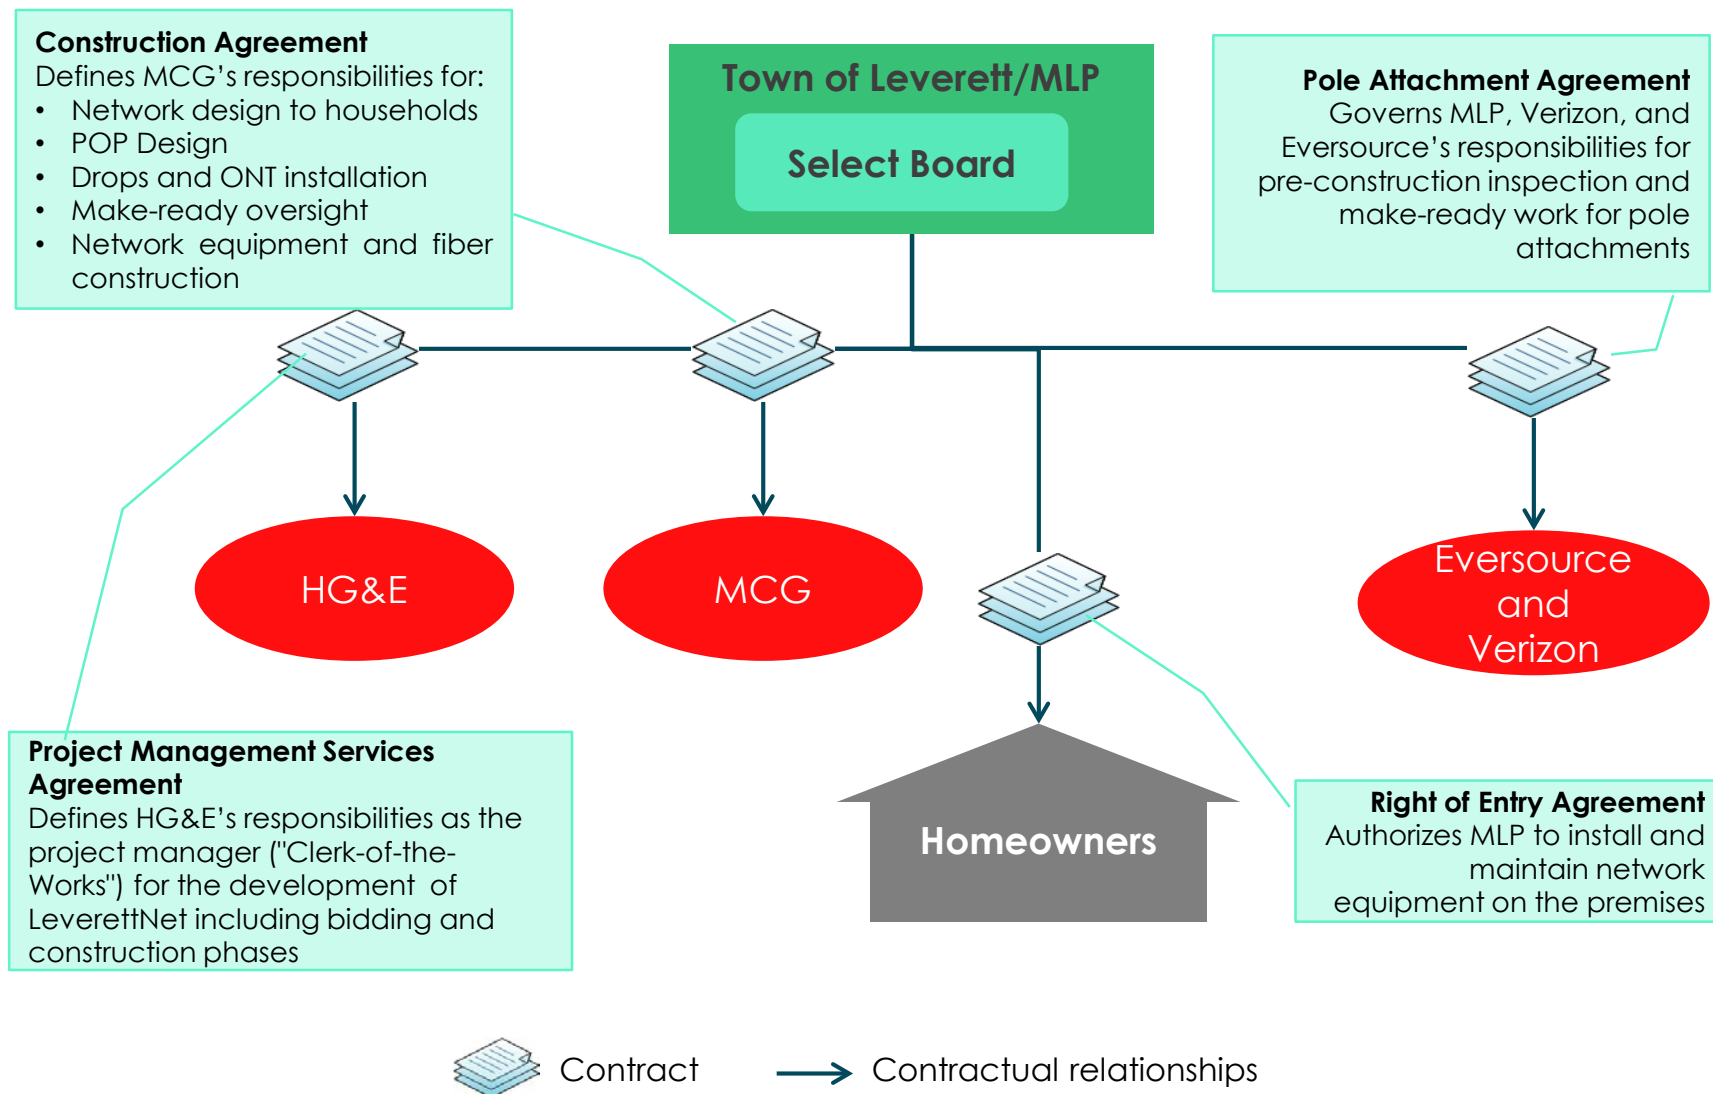 Construction Agreement
Defines MCG’s responsibilities for:
• Network design to households
• POP Design
• Drops and ONT installation
• Make-ready oversight
• Network equipment and fiber
construction
Town of Leverett/MLP
Select Board
Pole Attachment Agreement
Governs MLP, Verizon, and
Eversource’s responsibilities for
pre-construction inspection and
make-ready work for pole
attachments
HG&E
MCG
Eversource
and
Verizon
Project Management Services
Agreement
Defines HG&E’s responsibilities as the
project manager ("Clerk-of-the-
Works") for the development of
LeverettNet including bidding and
construction phases
Homeowners
Right of Entry Agreement
Authorizes MLP to install and
maintain network
equipment on the premises
Contract
Contractual relationships